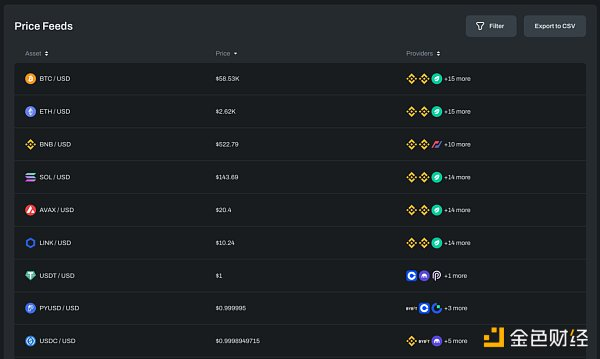 Price Feeds
Filter
Export to CSV
Asset Price Providers
BTC / USD $58.53K +15 more
ETH / USD $2.62K +15 more
BNB / USD $522.79 +10 more
SOL / USD $143.69 +14 more
AVAX / USD $20.4 +14 more
LINK / USD $10.24 +14 more
USDT / USD $1 +1 more
PYUSD / USD $0.999995 BYBIT +3 more
USDC / USD $0.9998949715 BYBIT +5 more
金色财经